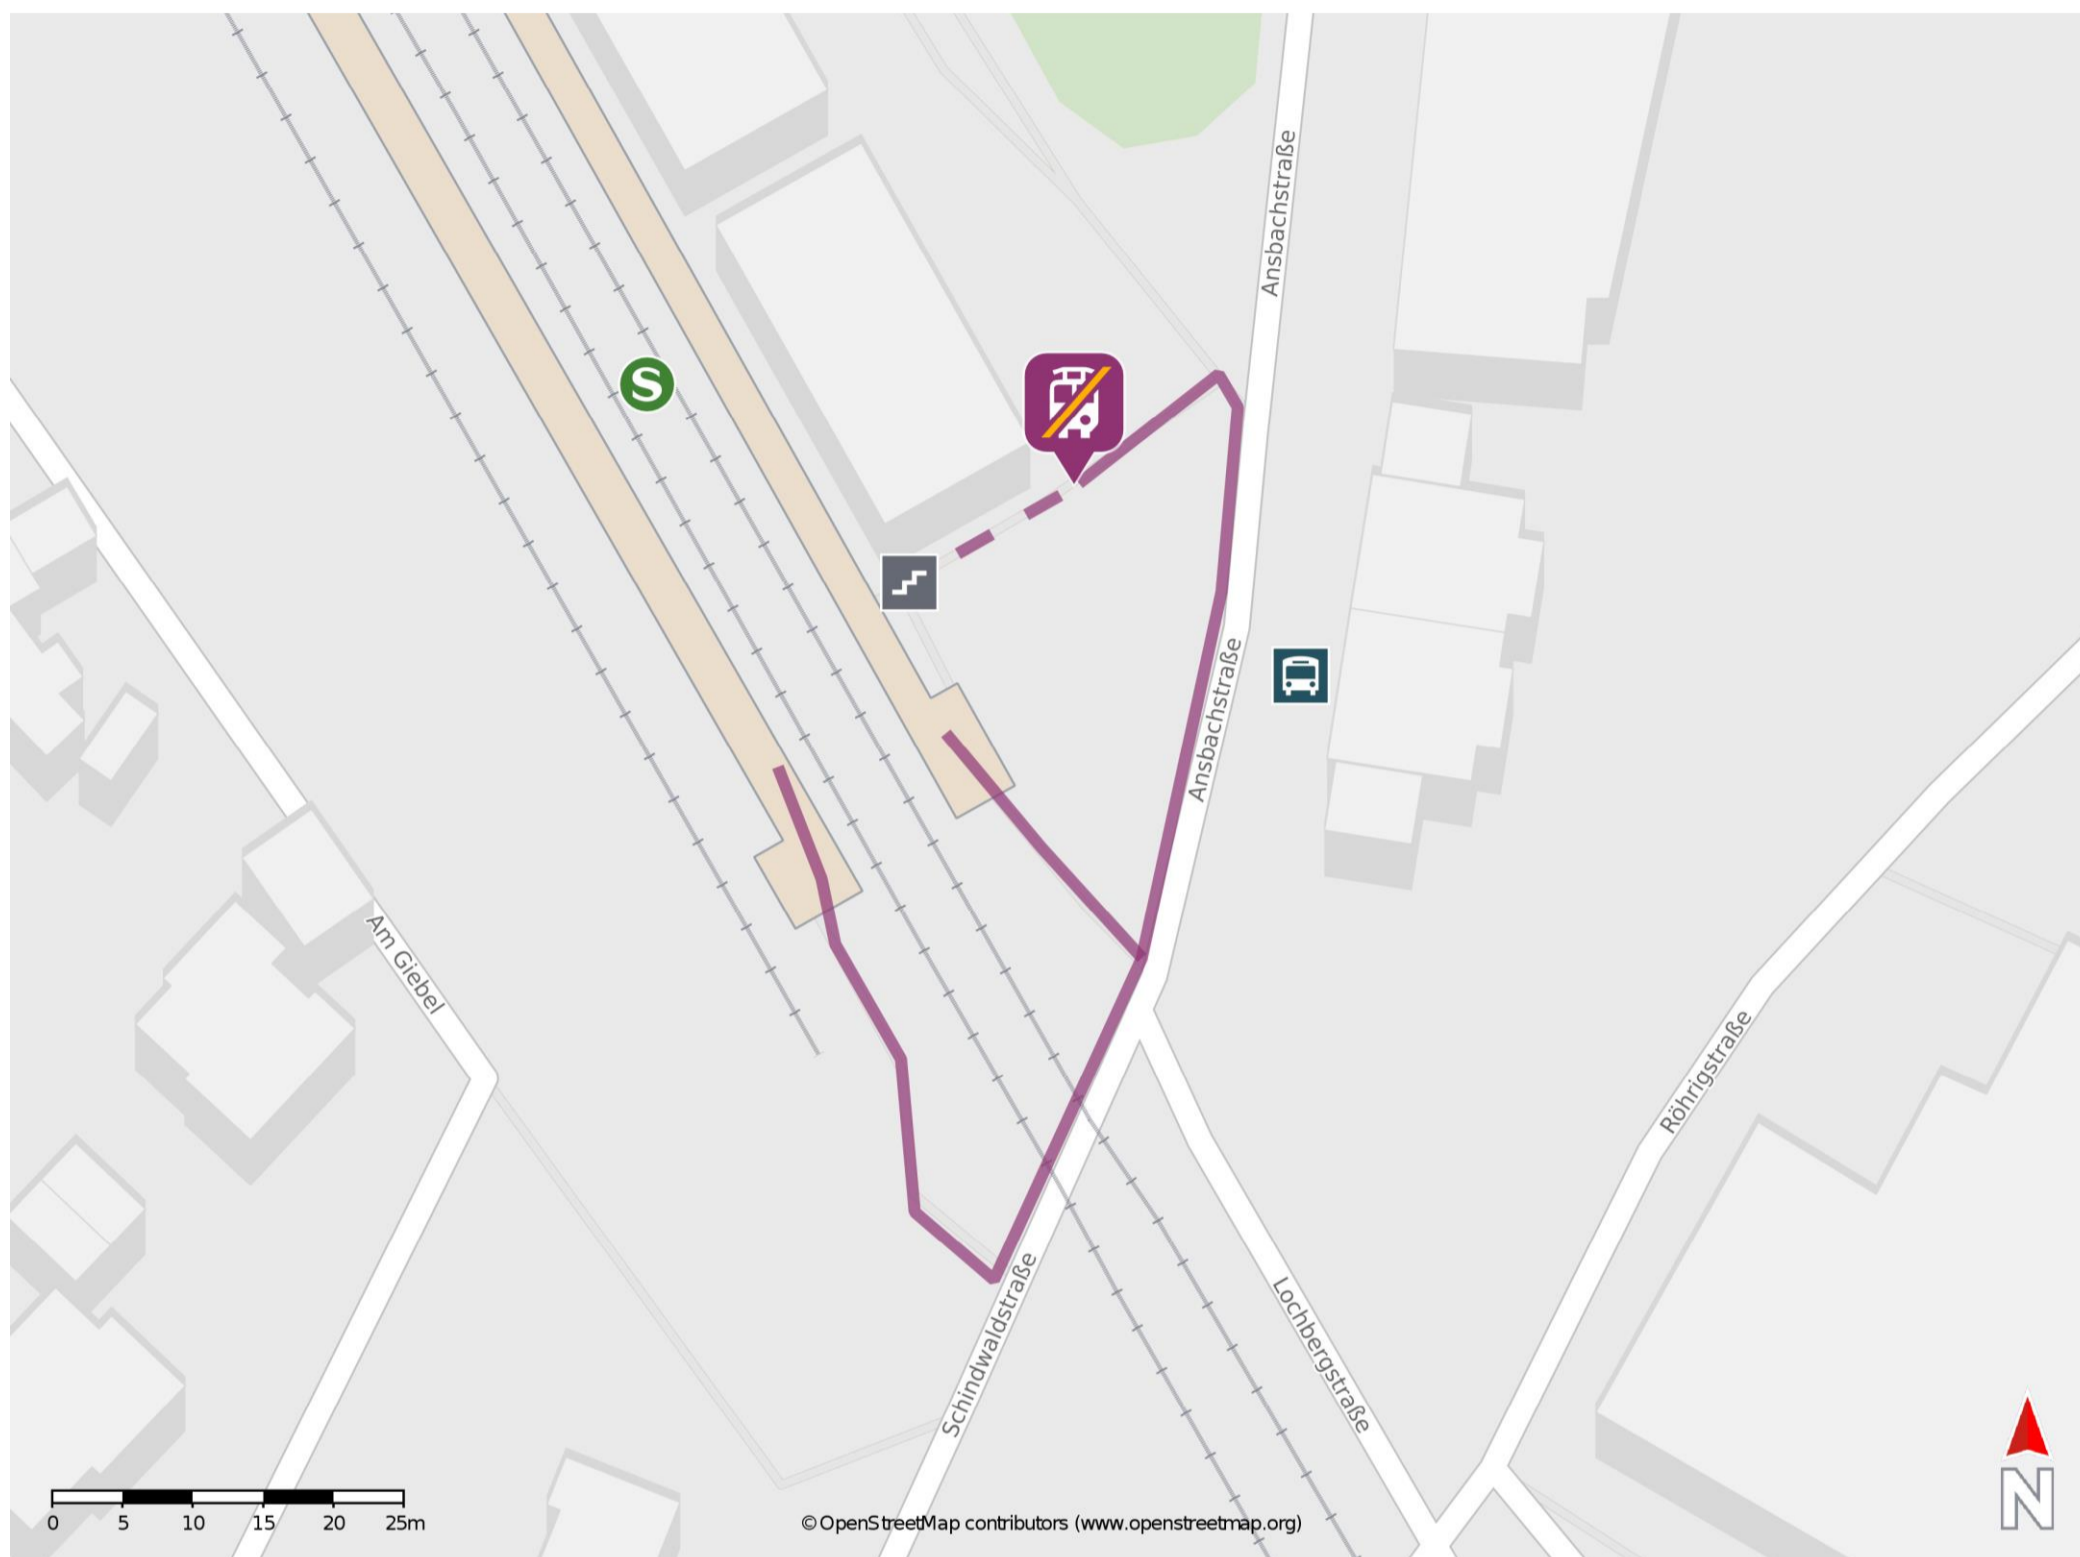 Ansbachstraße
S
Ansbachstraße
Am Giebel
Röhrigstraße
Schindwaldstraße
Lochbergstraße
0 5 10 15 20 25m
© OpenStreetMap contributors (www.openstreetmap.org)
N